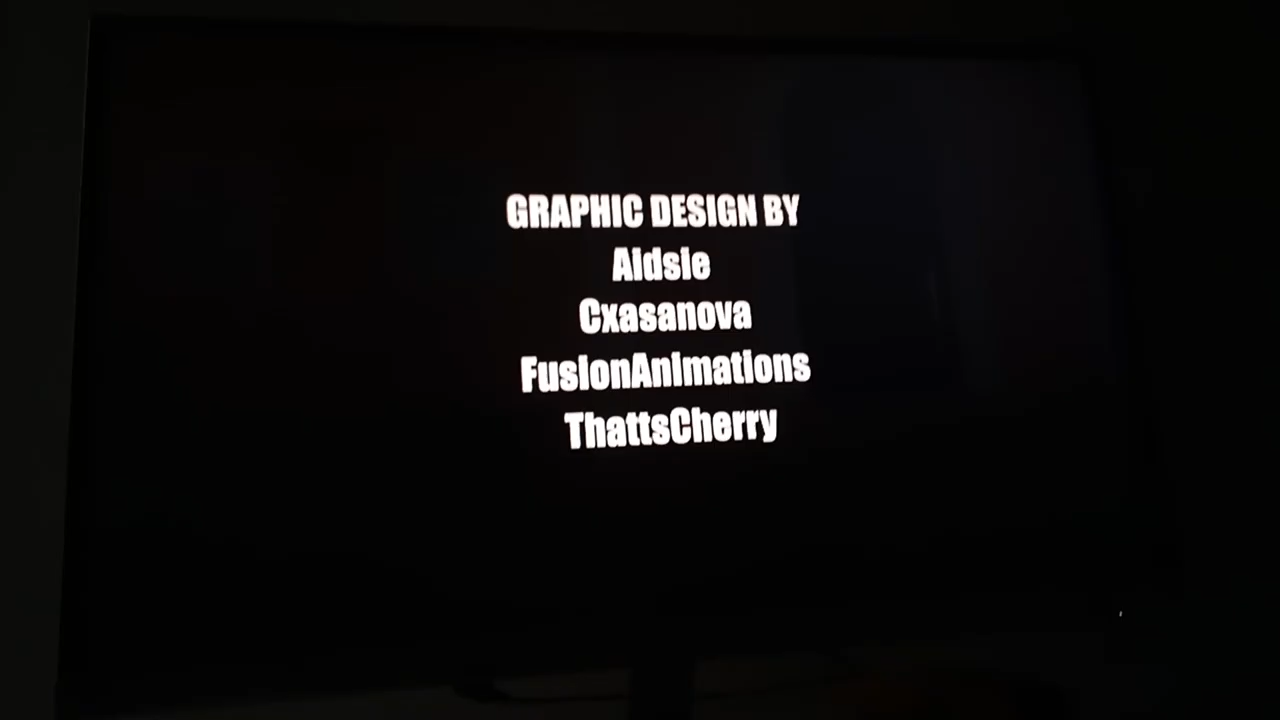 GRAPHIC DESIGN BY
Aidsie
Cxasanova
FusionAnimations
ThattsCherry